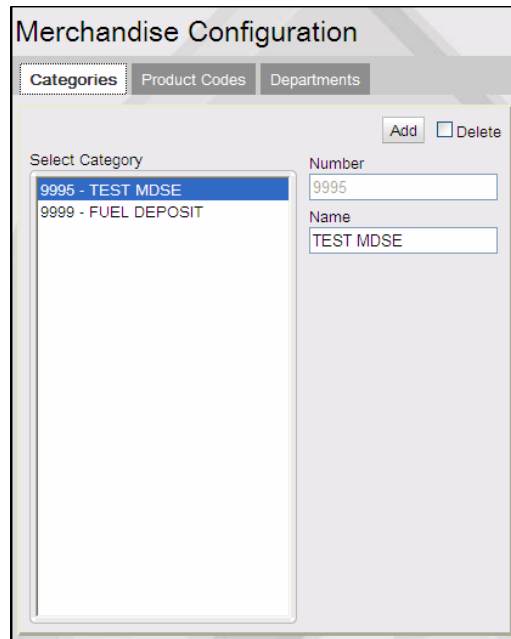 Merchandise Configuration
Categories Product Codes Departments
Add Delete
Select Category
9995 - TEST MDSE
9999 - FUEL DEPOSIT
Number
9995
Name
TEST MDSE